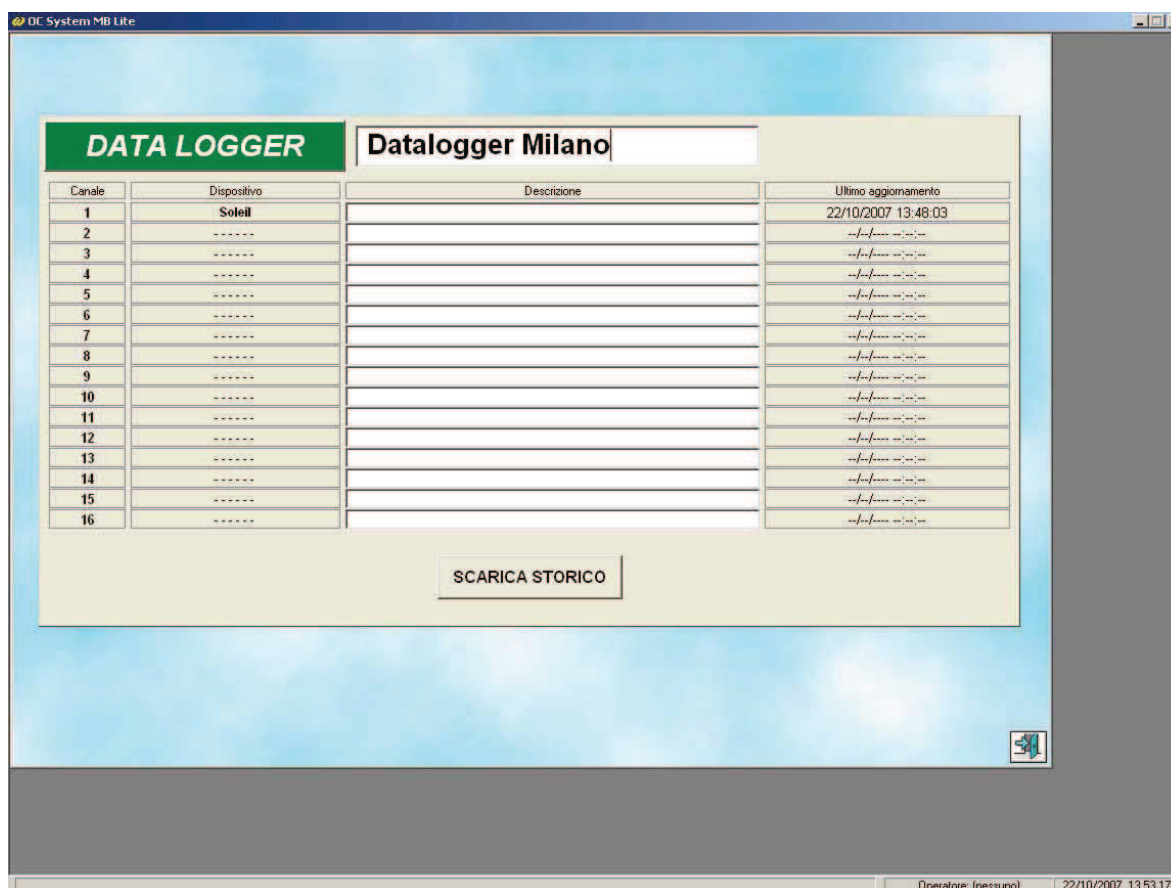 OC System MB Lite
DATA LOGGER Datalogger Milano
Canale Dispositivo Descrizione Ultimo aggiornamento
1 Soleil 22/10/2007 13:48:03
2 - - - - - - --/--/---- --:--:--
3 - - - - - - --/--/---- --:--:--
4 - - - - - - --/--/---- --:--:--
5 - - - - - - --/--/---- --:--:--
6 - - - - - - --/--/---- --:--:--
7 - - - - - - --/--/---- --:--:--
8 - - - - - - --/--/---- --:--:--
9 - - - - - - --/--/---- --:--:--
10 - - - - - - --/--/---- --:--:--
11 - - - - - - --/--/---- --:--:--
12 - - - - - - --/--/---- --:--:--
13 - - - - - - --/--/---- --:--:--
14 - - - - - - --/--/---- --:--:--
15 - - - - - - --/--/---- --:--:--
16 - - - - - - --/--/---- --:--:--
SCARICA STORICO
Operatore: (nessuno) 22/10/2007 13.53.17